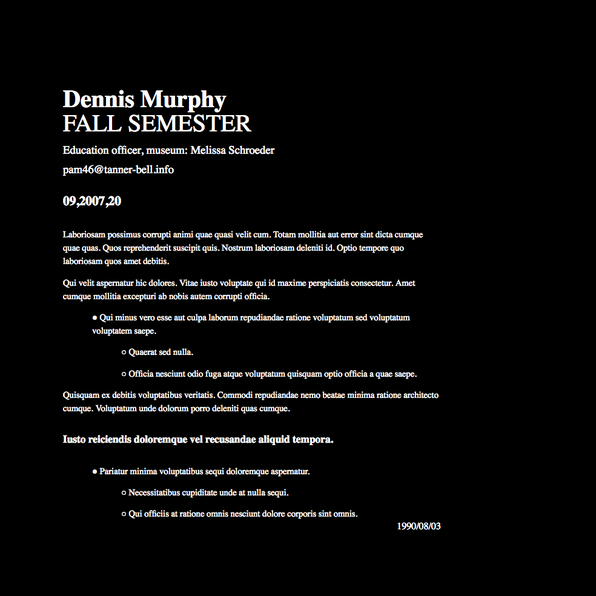 Dennis Murphy
FALL SEMESTER
Education officer, museum: Melissa Schroeder
pam46@tanner-bell.info
09,2007,20
Laboriosam possimus corrupti animi quae quasi velit cum. Totam mollitia aut error sint dicta cumque
quae quas. Quos reprehenderit suscipit quis. Nostrum laboriosam deleniti id. Optio tempore quo
laboriosam quos amet debitis.
Qui velit aspernatur hic dolores. Vitae iusto voluptate qui id maxime perspiciatis consectetur. Amet
cumque mollitia excepturi ab nobis autem corrupti officia.
• Qui minus vero esse aut culpa laborum repudiandae ratione voluptatum sed voluptatum
voluptatem saepe.
○ Quaerat sed nulla.
○ Officia nesciunt odio fuga atque voluptatum quisquam optio officia a quae saepe.
Quisquam ex debitis voluptatibus veritatis. Commodi repudiandae nemo beatae minima ratione architecto
cumque. Voluptatum unde dolorum porro deleniti quas cumque.
Iusto reiciendis doloremque vel recusandae aliquid tempora.
• Pariatur minima voluptatibus sequi doloremque aspernatur.
○ Necessitatibus cupiditate unde at nulla sequi.
○ Qui officiis at ratione omnis nesciunt dolore corporis sint omnis.
1990/08/03